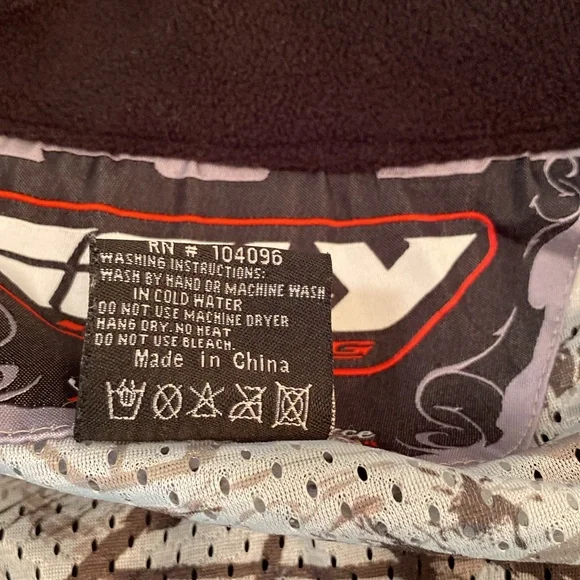 RN # 104096
WASHING INSTRUCTIONS:
WASH BY HAND OR MACHINE WASH
IN COLD WATER
DO NOT USE MACHINE DRYER
HANG DRY. NO HEAT
DO NOT USE BLEACH.
Made in China